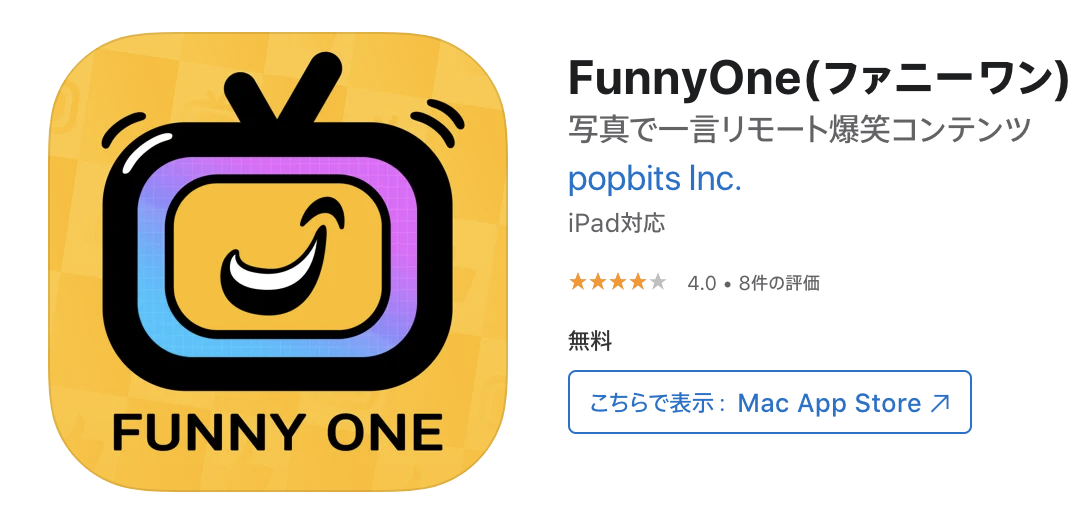 FUNNY ONE
FunnyOne(ファニーワン)
写真で一言リモート爆笑コンテンツ
popbits Inc.
iPad対応
4.0 • 8件の評価
無料
こちらで表示： Mac App Store ↗